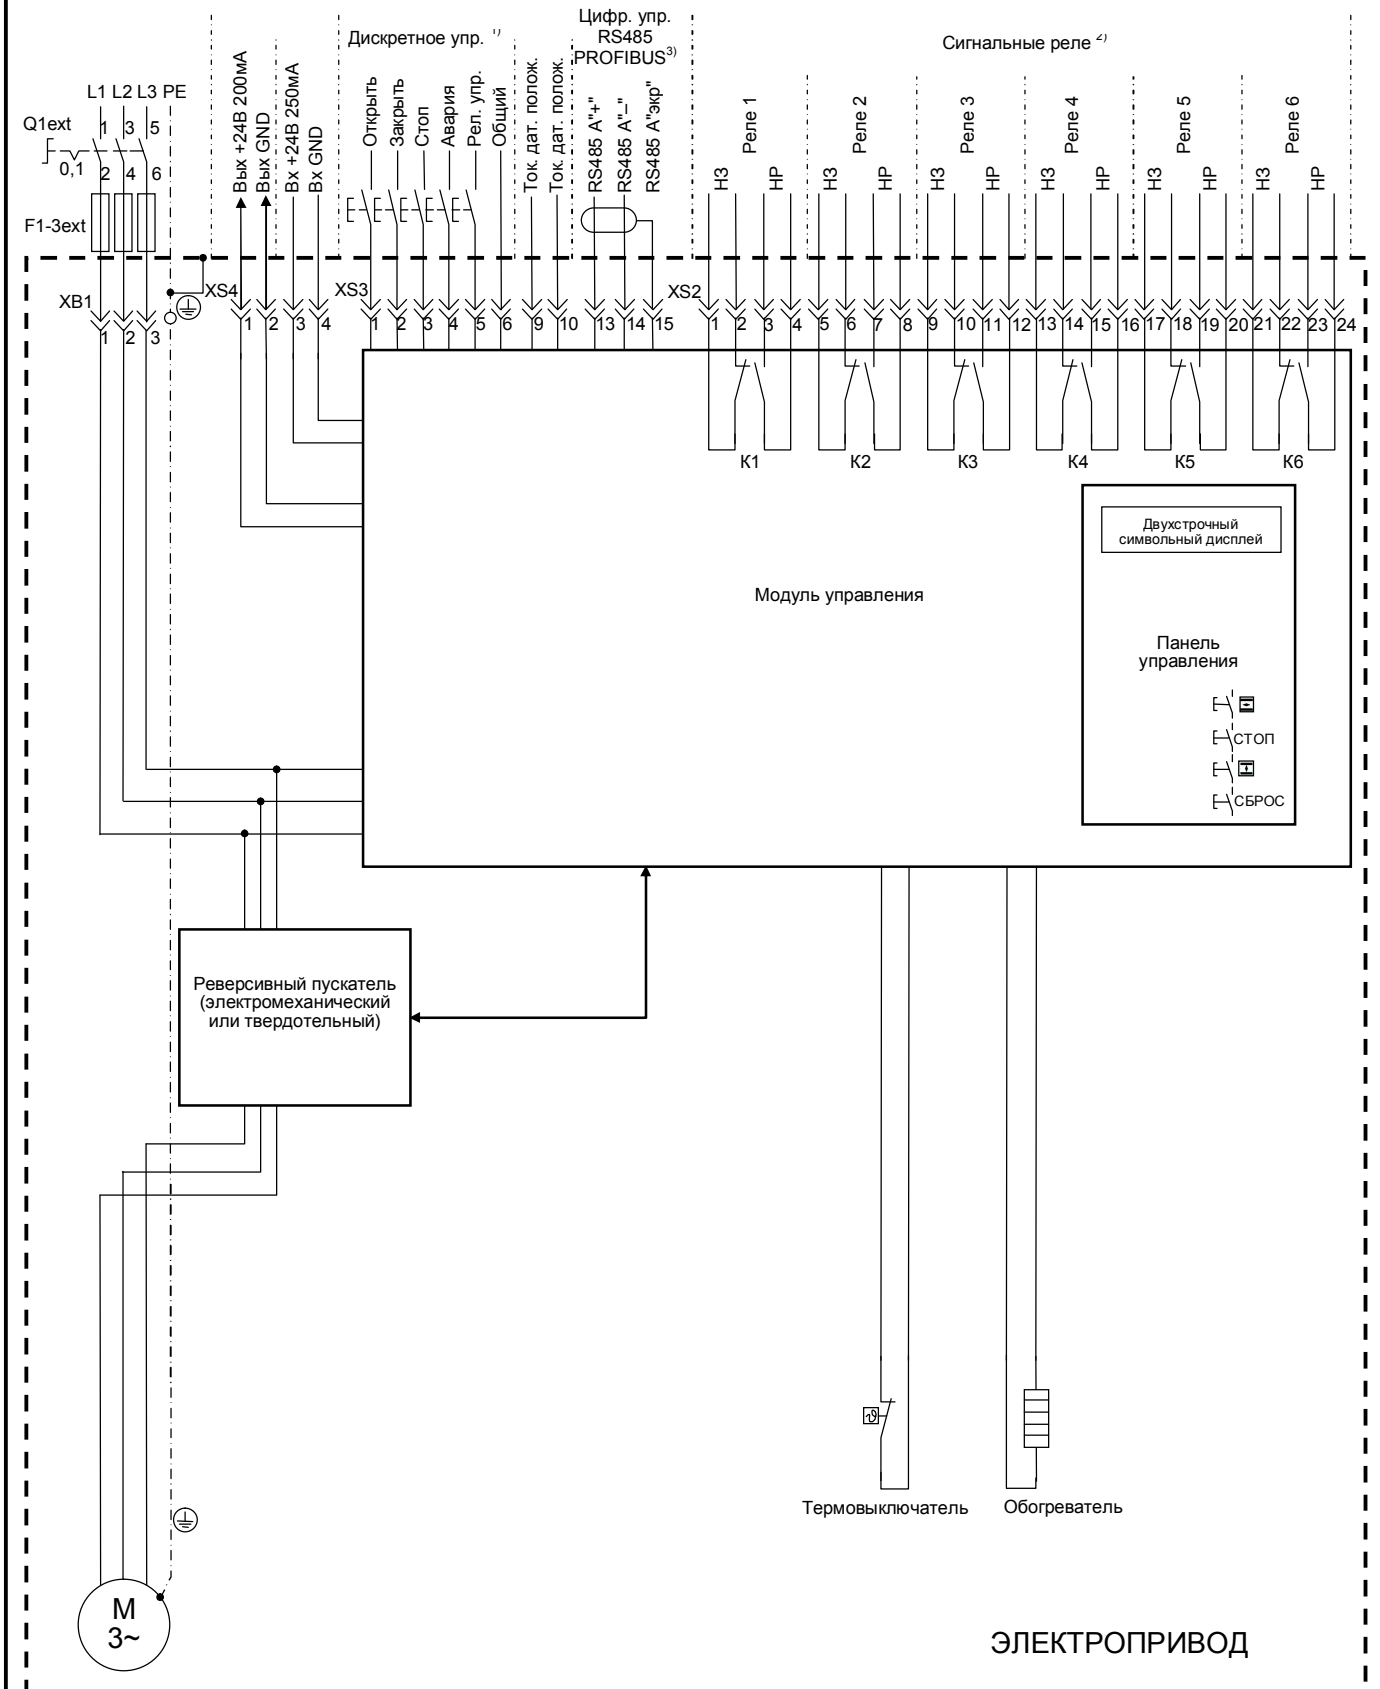 Дискретное упр. 1)
Цифр. упр.
RS485
PROFIBUS3)
Сигнальные реле 2)
L1 L2 L3 PE
Q1ext
1 3 5
0,1
2 4 6
F1-3ext
Вых +24В 200мА
Вых GND
Вх +24В 250мА
Вх GND
Открыть
Закрыть
Стоп
Авария
Рел. упр.
Общий
Ток. дат. полож.
Ток. дат. полож.
RS485 А"+"
RS485 А"–"
RS485 А"экр"
Реле 1
НЗ
НР
Реле 2
НЗ
НР
Реле 3
НЗ
НР
Реле 4
НЗ
НР
Реле 5
НЗ
НР
Реле 6
НЗ
НР
XB1
1 2 3
XS4
1 2 3 4
XS3
1 2 3 4 5 6 9 10 13 14 15
XS2
1 2 3 4 5 6 7 8 9 10 11 12 13 14 15 16 17 18 19 20 21 22 23 24
К1 К2 К3 К4 К5 К6
Двухстрочный
символьный дисплей
Модуль управления
Панель
управления
СТОП
СБРОС
Реверсивный пускатель
(электромеханический
или твердотельный)
Термовыключатель
Обогреватель
М
3~
ЭЛЕКТРОПРИВОД